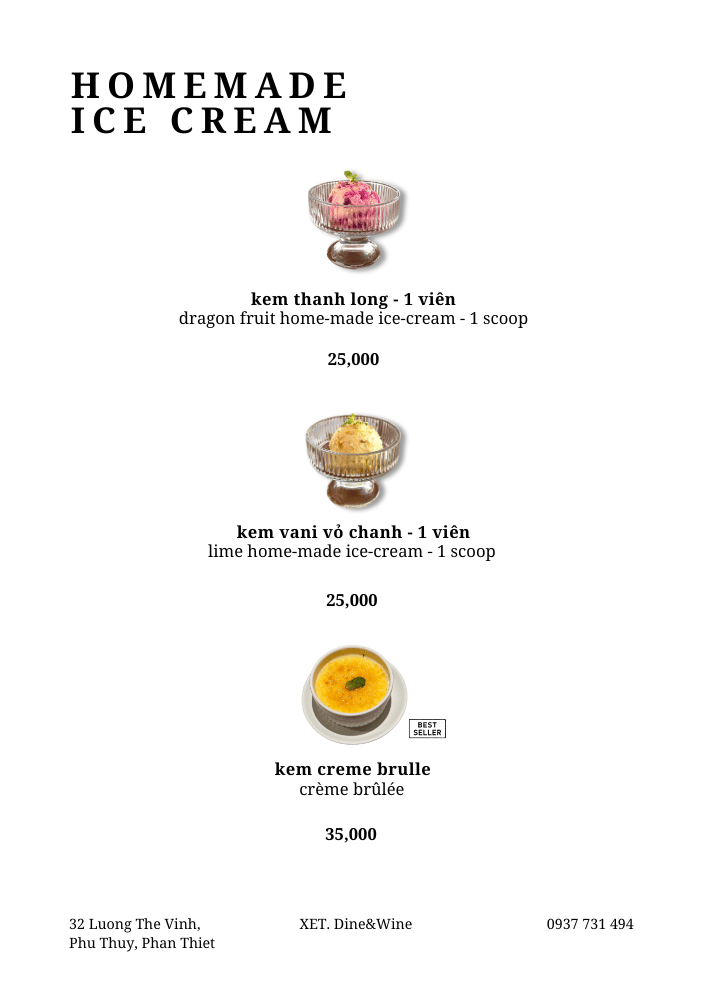 HOMEMADE
ICE CREAM
kem thanh long - 1 viên
dragon fruit home-made ice-cream - 1 scoop
25,000
kem vani vỏ chanh - 1 viên
lime home-made ice-cream - 1 scoop
25,000
BEST
SELLER
kem creme brulle
crème brûlée
35,000
32 Luong The Vinh,
Phu Thuy, Phan Thiet
XET. Dine&Wine
0937 731 494